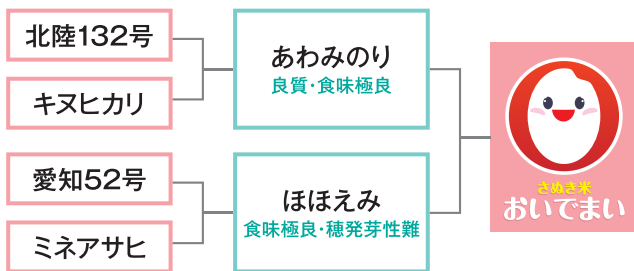 北陸132号
キヌヒカリ
あわみのり
良質・食味極良
愛知52号
ミネアサヒ
ほほえみ
食味極良・穂発芽性難
さぬき米
おいでまい